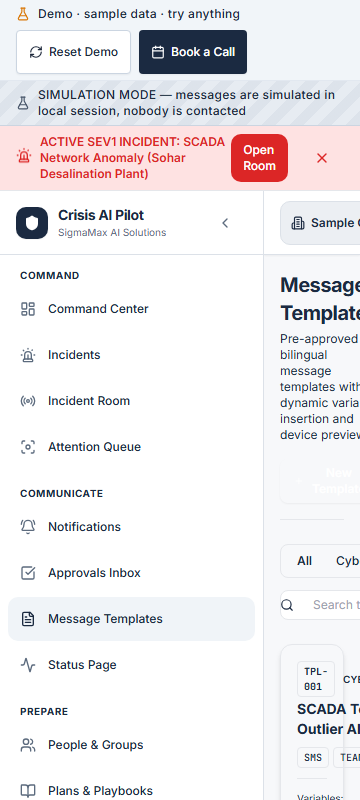 Demo · sample data · try anything
Reset Demo
Book a Call
SIMULATION MODE — messages are simulated in
local session, nobody is contacted
ACTIVE SEV1 INCIDENT: SCADA
Network Anomaly (Sohar
Desalination Plant)
Open
Room
Crisis AI Pilot
SigmaMax AI Solutions
COMMAND
Command Center
Incidents
Incident Room
Attention Queue
COMMUNICATE
Notifications
Approvals Inbox
Message Templates
Status Page
PREPARE
People & Groups
Plans & Playbooks
Sample
Message
Template
Pre-approved
bilingual
message
templates with
dynamic varia
insertion and
device preview
New
Template
All
Cyb
Search t
TPL-
001
CYB
SCADA T
Outlier Al
SMS
TEA
Variables: